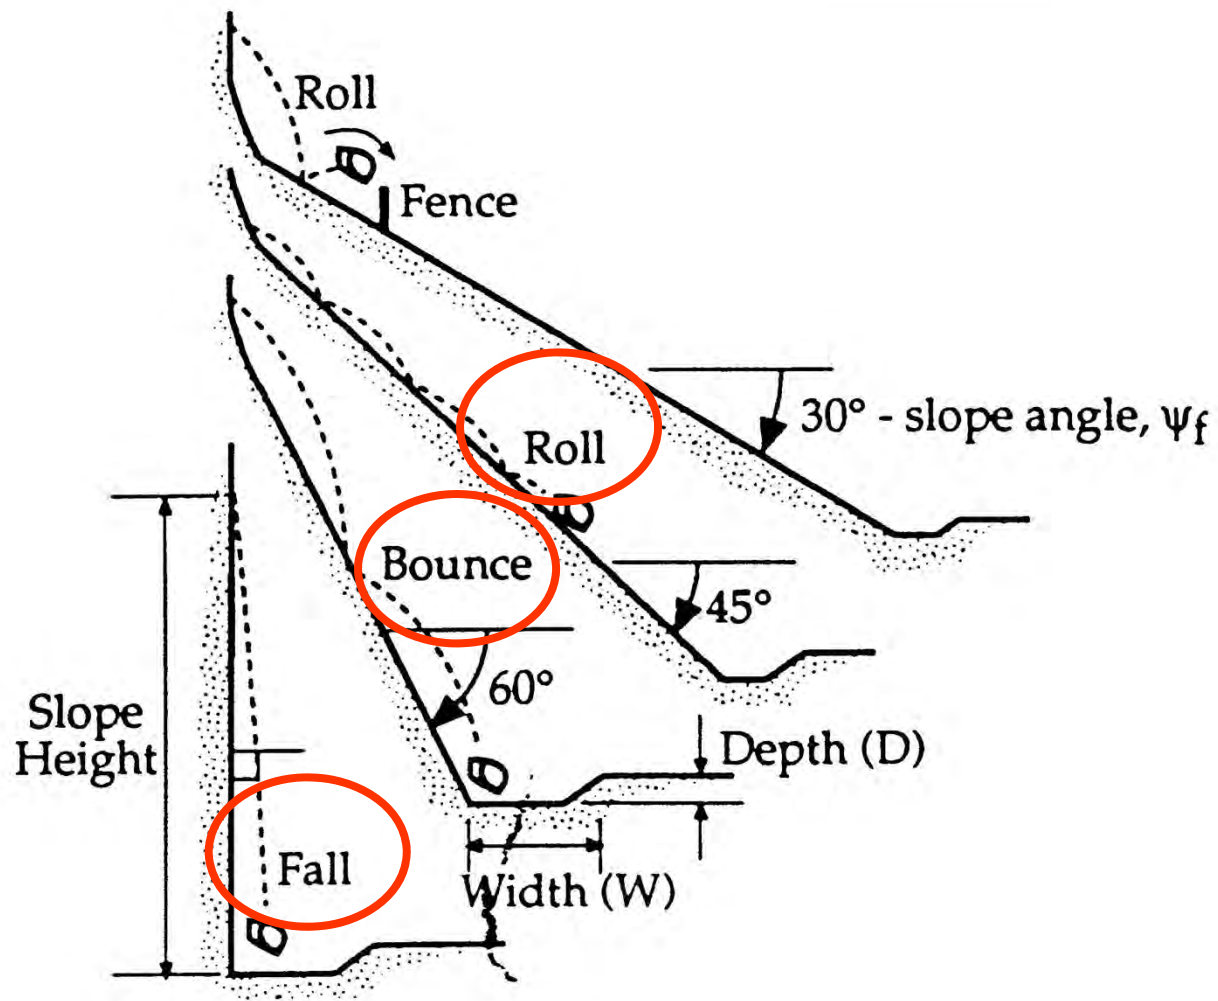 Roll
Fence
30° - slope angle, ψf
Roll
Bounce
45°
60°
Slope
Height
Depth (D)
Fall
Width (W)